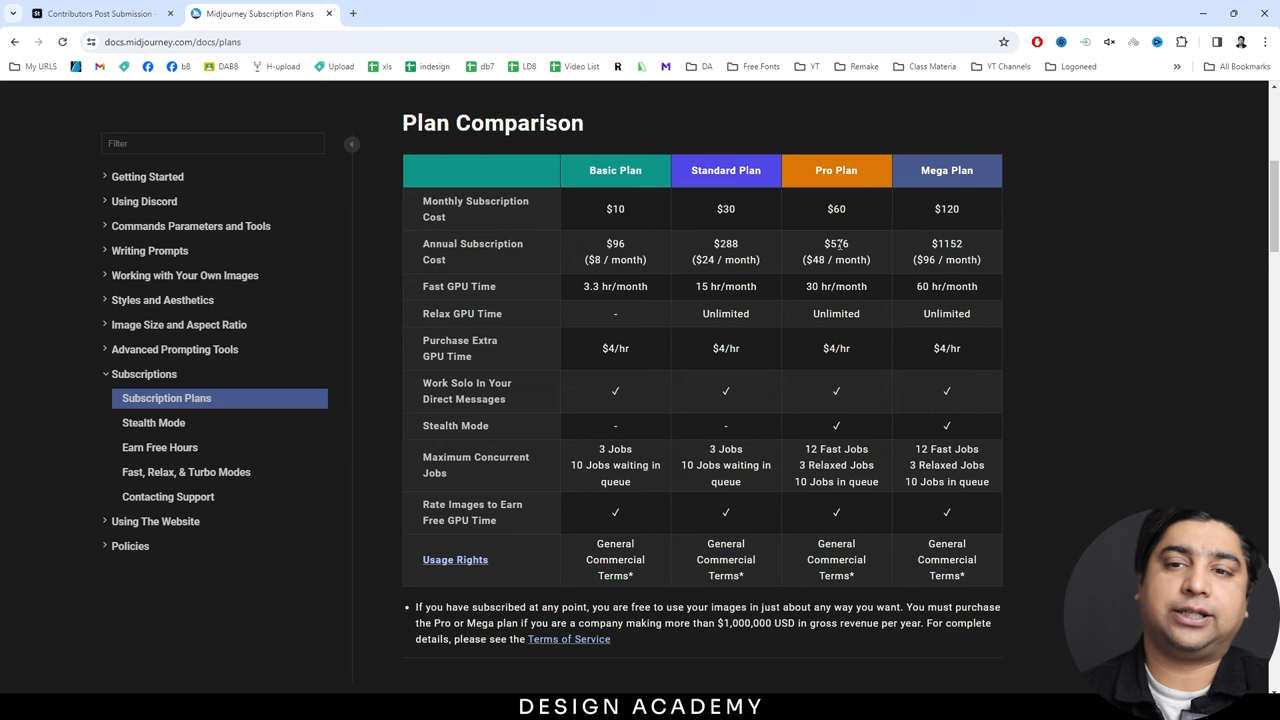 Contributors Post Submission -
Midjourney Subscription Plans
docs.midjourney.com/docs/plans
My URLS
b8
DAB8
H-upload
Upload
xls
indesign
db7
LD8
Video List
DA
Free Fonts
YT
Remake
Class Materia
YT Channels
Logoneed
All Bookmarks
Filter
Getting Started
Using Discord
Commands Parameters and Tools
Writing Prompts
Working with Your Own Images
Styles and Aesthetics
Image Size and Aspect Ratio
Advanced Prompting Tools
Subscriptions
Subscription Plans
Stealth Mode
Earn Free Hours
Fast, Relax, & Turbo Modes
Contacting Support
Using The Website
Policies
Plan Comparison
Basic Plan Standard Plan Pro Plan Mega Plan
Monthly Subscription Cost $10 $30 $60 $120
Annual Subscription Cost $96 ($8 / month) $288 ($24 / month) $576 ($48 / month) $1152 ($96 / month)
Fast GPU Time 3.3 hr/month 15 hr/month 30 hr/month 60 hr/month
Relax GPU Time - Unlimited Unlimited Unlimited
Purchase Extra GPU Time $4/hr $4/hr $4/hr $4/hr
Work Solo In Your Direct Messages ✓ ✓ ✓ ✓
Stealth Mode - - ✓ ✓
Maximum Concurrent Jobs 3 Jobs 10 Jobs waiting in queue 3 Jobs 10 Jobs waiting in queue 12 Fast Jobs 3 Relaxed Jobs 10 Jobs in queue 12 Fast Jobs 3 Relaxed Jobs 10 Jobs in queue
Rate Images to Earn Free GPU Time ✓ ✓ ✓ ✓
Usage Rights General Commercial Terms* General Commercial Terms* General Commercial Terms* General Commercial Terms*
• If you have subscribed at any point, you are free to use your images in just about any way you want. You must purchase
the Pro or Mega plan if you are a company making more than $1,000,000 USD in gross revenue per year. For complete
details, please see the Terms of Service
DESIGN ACADEMY